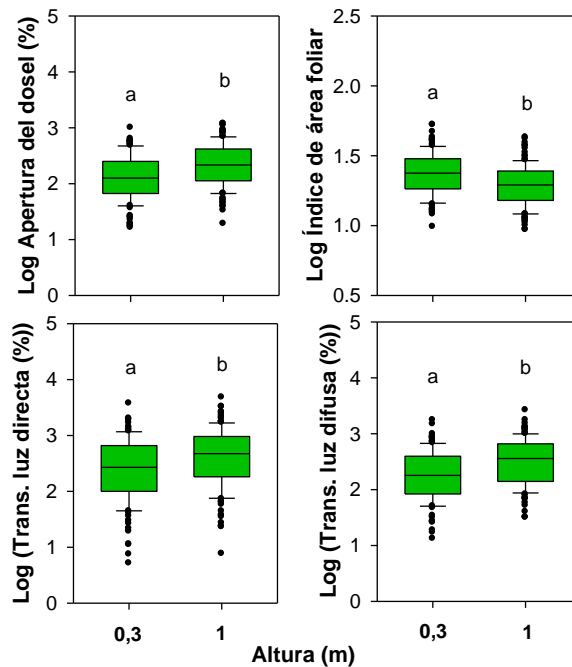 Log Apertura del dosel (%)
5
4
3
2
1
0
a
b
Log Índice de área foliar
2.5
2.0
1.5
1.0
0.5
a
b
Log (Trans. luz directa (%))
5
4
3
2
1
0
a
b
0,3
1
Log (Trans. luz difusa (%))
5
4
3
2
1
0
a
b
0,3
1
Altura (m)